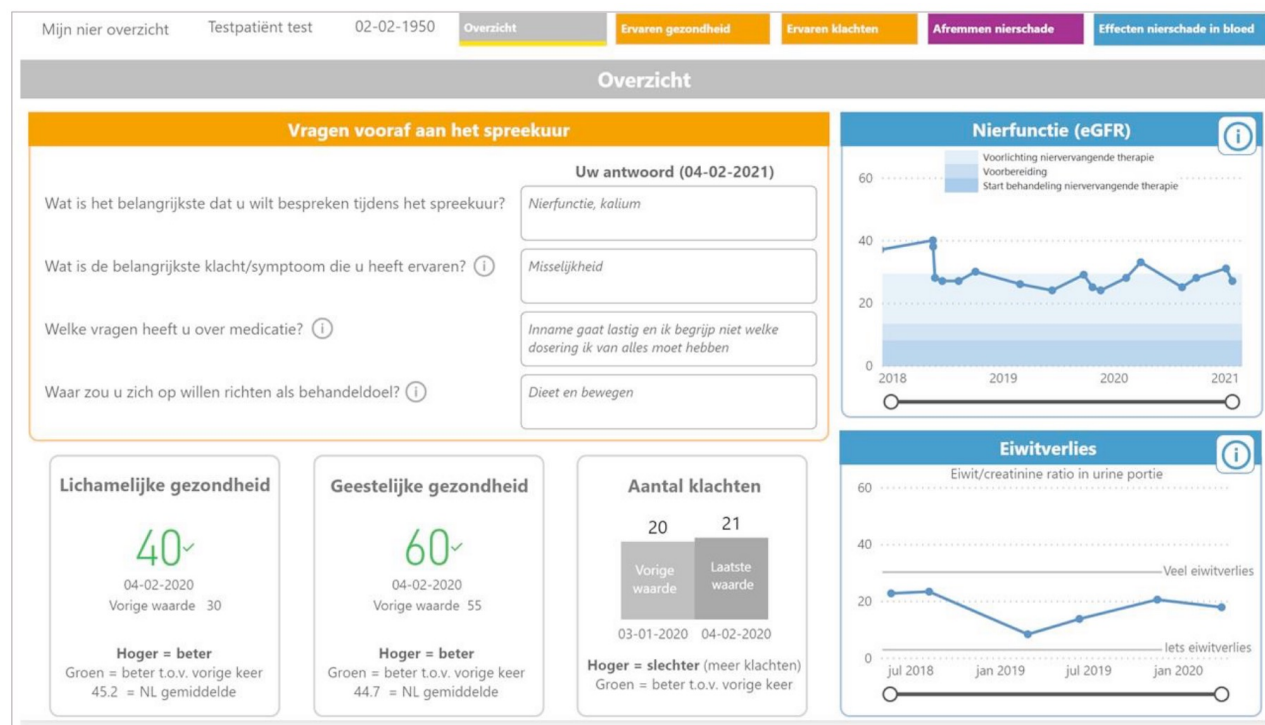 Mijn nier overzicht Testpatiënt test 02-02-1950 Overzicht Ervaren gezondheid Ervaren klachten Afremmen nierschade Effecten nierschade in bloed
Overzicht
Vragen vooraf aan het spreekuur
Uw antwoord (04-02-2021)
Wat is het belangrijkste dat u wilt bespreken tijdens het spreekuur?
Nierfunctie, kalium
Wat is de belangrijkste klacht/symptoom die u heeft ervaren? i
Misselijkheid
Welke vragen heeft u over medicatie? i
Inname gaat lastig en ik begrijp niet welke
dosering ik van alles moet hebben
Waar zou u zich op willen richten als behandeldoel? i
Dieet en bewegen
Nierfunctie (eGFR) i
Voorlichting niervervangende therapie
Voorbereiding
Start behandeling niervervangende therapie
60
40
20
0
2018 2019 2020 2021
Lichamelijke gezondheid
40
04-02-2020
Vorige waarde 30
Hoger = beter
Groen = beter t.o.v. vorige keer
45.2 = NL gemiddelde
Geestelijke gezondheid
60
04-02-2020
Vorige waarde 55
Hoger = beter
Groen = beter t.o.v. vorige keer
44.7 = NL gemiddelde
Aantal klachten
20 21
Vorige
waarde
Laatste
waarde
03-01-2020 04-02-2020
Hoger = slechter (meer klachten)
Groen = beter t.o.v. vorige keer
Eiwitverlies i
Eiwit/creatinine ratio in urine portie
60
40
Veel eiwitverlies
20
Iets eiwitverlies
0
jul 2018 jan 2019 jul 2019 jan 2020